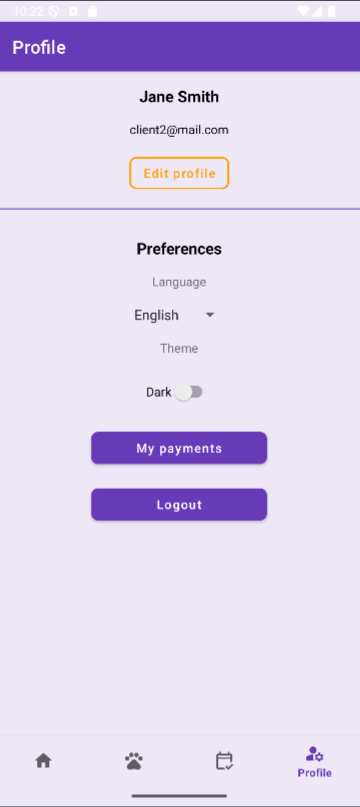 10:22
Profile
Jane Smith
client2@mail.com
Edit profile
Preferences
Language
English
Theme
Dark
My payments
Logout
Profile